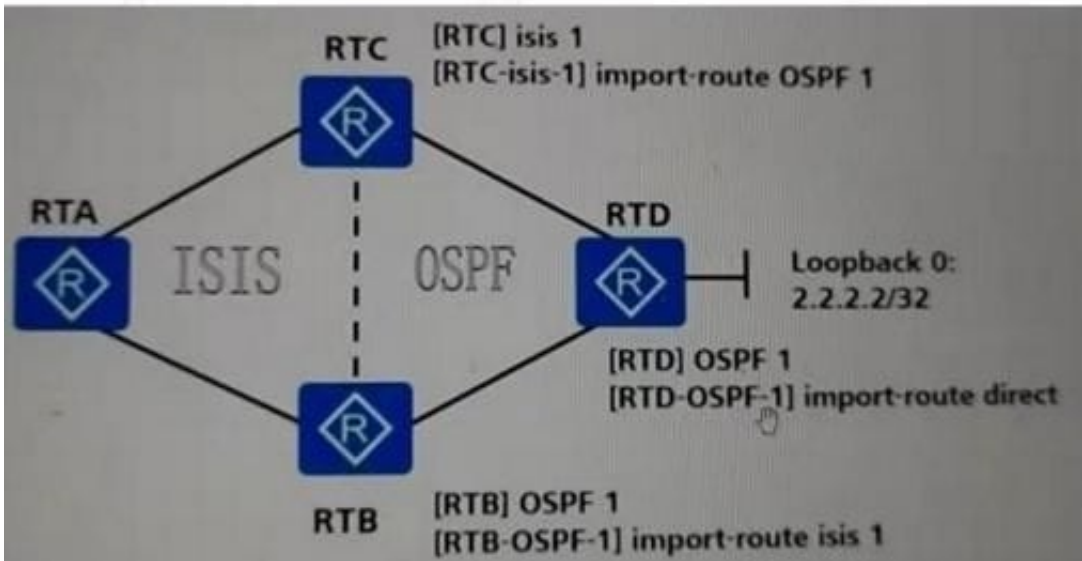 RTC
[RTC] isis 1
[RTC-isis-1] import-route OSPF 1
R
RTA
R
ISIS
OSPF
RTD
R
Loopback 0:
2.2.2.2/32
[RTD] OSPF 1
[RTD-OSPF-1] import-route direct
R
RTB
[RTB] OSPF 1
[RTB-OSPF-1] import-route isis 1